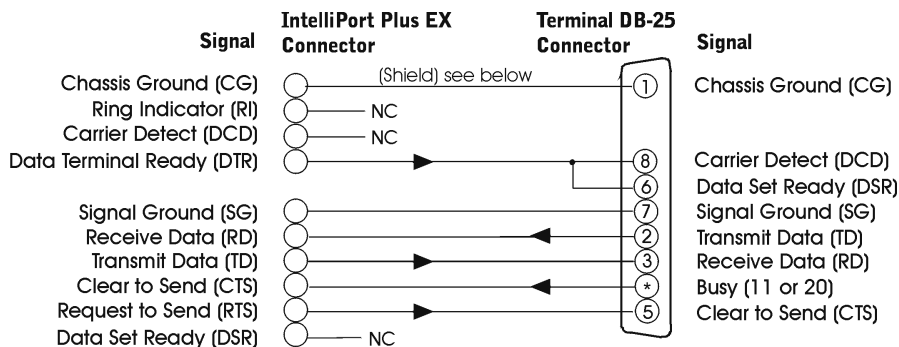 Signal IntelliPort Plus EX Connector Terminal DB-25 Connector Signal
Chassis Ground (CG) (Shield) see below 1 Chassis Ground (CG)
Ring Indicator (RI) NC
Carrier Detect (DCD) NC
Data Terminal Ready (DTR) 8 Carrier Detect (DCD)
6 Data Set Ready (DSR)
Signal Ground (SG) 7 Signal Ground (SG)
Receive Data (RD) 2 Transmit Data (TD)
Transmit Data (TD) 3 Receive Data (RD)
Clear to Send (CTS) * Busy (11 or 20)
Request to Send (RTS) 5 Clear to Send (CTS)
Data Set Ready (DSR) NC